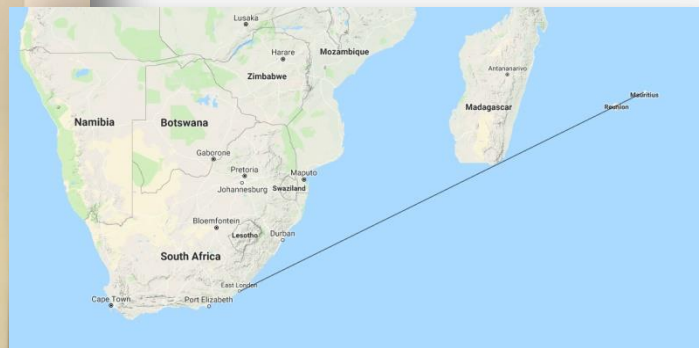 Lusaka
Harare
Mozambique
Zimbabwe
Antananarivo
Mauritius
Reunion
Madagascar
Namibia
Botswana
Gaborone
Pretoria
Maputo
Johannesburg
Swaziland
Bloemfontein
Lesotho
Durban
South Africa
East London
Cape Town
Port Elizabeth